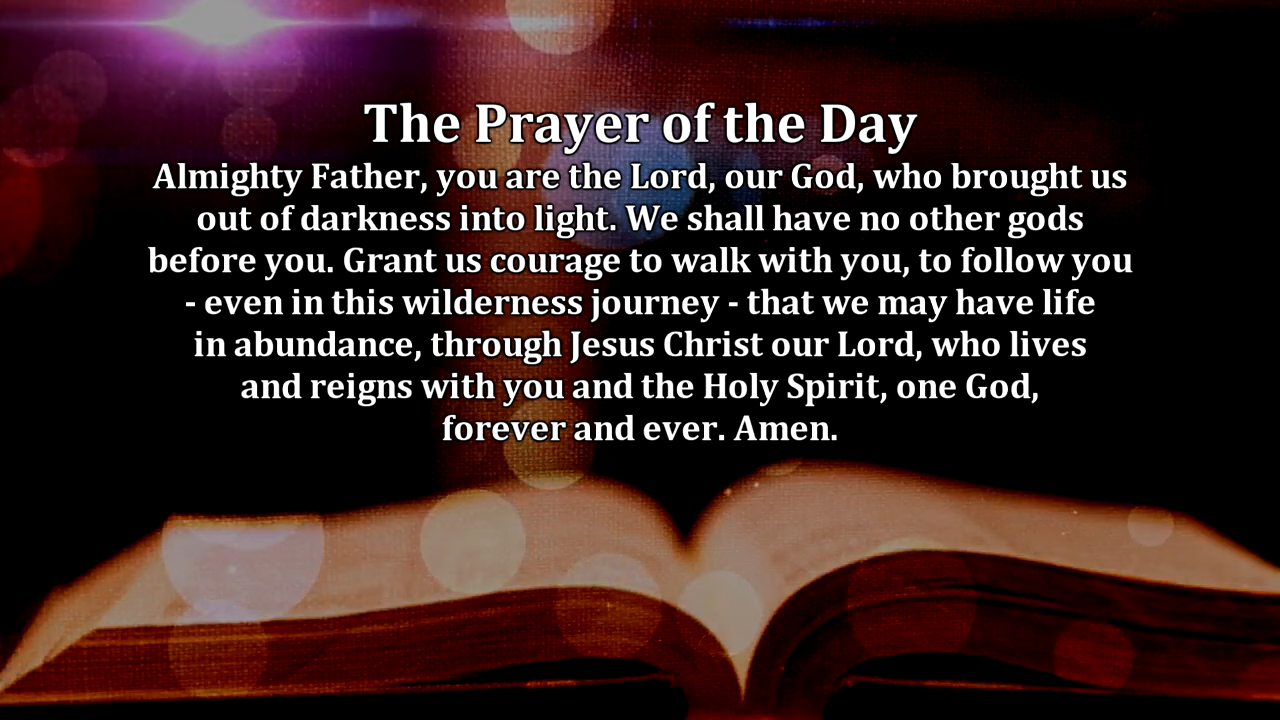 The Prayer of the Day
Almighty Father, you are the Lord, our God, who brought us
out of darkness into light. We shall have no other gods
before you. Grant us courage to walk with you, to follow you
- even in this wilderness journey - that we may have life
in abundance, through Jesus Christ our Lord, who lives
and reigns with you and the Holy Spirit, one God,
forever and ever. Amen.